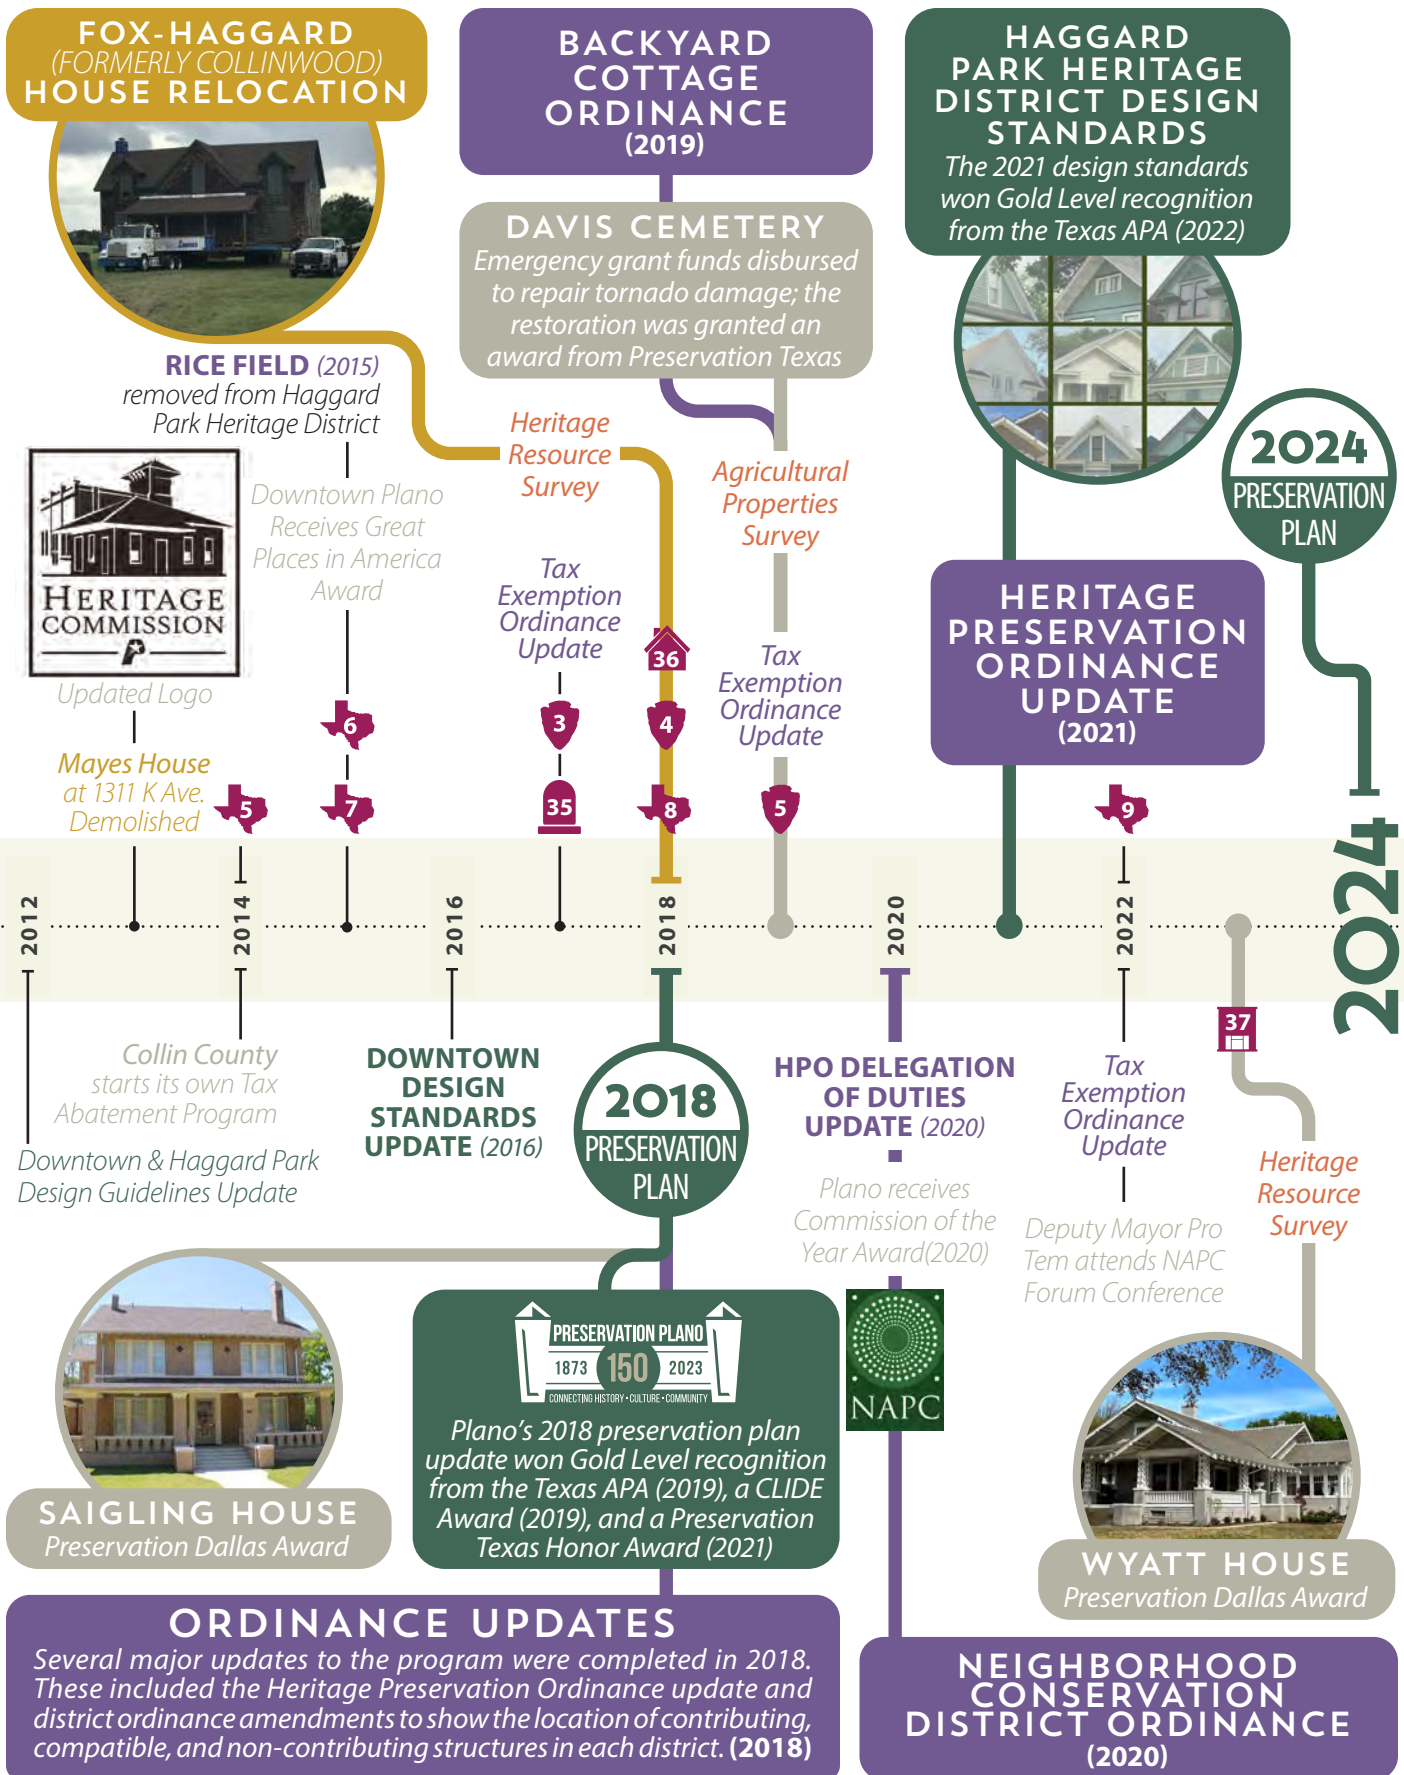 FOX-HAGGARD
(FORMERLY COLLINWOOD)
HOUSE RELOCATION
BACKYARD
COTTAGE
ORDINANCE
(2019)
HAGGARD
PARK HERITAGE
DISTRICT DESIGN
STANDARDS
The 2021 design standards
won Gold Level recognition
from the Texas APA (2022)
DAVIS CEMETERY
Emergency grant funds disbursed
to repair tornado damage; the
restoration was granted an
award from Preservation Texas
RICE FIELD (2015)
removed from Haggard
Park Heritage District
Heritage
Resource
Survey
Agricultural
Properties
Survey
2024
PRESERVATION
PLAN
HERITAGE
COMMISSION
Updated Logo
Downtown Plano
Receives Great
Places in America
Award
Tax
Exemption
Ordinance
Update
36
Tax
Exemption
Ordinance
Update
HERITAGE
PRESERVATION
ORDINANCE
UPDATE
(2021)
Mayes House
at 1311 K Ave.
Demolished
5
6
7
3
35
4
8
5
9
2012
2014
2016
2018
2020
2022
2024
Collin County
starts its own Tax
Abatement Program
Downtown & Haggard Park
Design Guidelines Update
DOWNTOWN
DESIGN
STANDARDS
UPDATE (2016)
2018
PRESERVATION
PLAN
HPO DELEGATION
OF DUTIES
UPDATE (2020)
Plano receives
Commission of the
Year Award(2020)
NAPC
Tax
Exemption
Ordinance
Update
Deputy Mayor Pro
Tem attends NAPC
Forum Conference
37
Heritage
Resource
Survey
SAIGLING HOUSE
Preservation Dallas Award
PRESERVATION PLANO
1873 150 2023
CONNECTING HISTORY • CULTURE • COMMUNITY
Plano's 2018 preservation plan
update won Gold Level recognition
from the Texas APA (2019), a CLIDE
Award (2019), and a Preservation
Texas Honor Award (2021)
WYATT HOUSE
Preservation Dallas Award
ORDINANCE UPDATES
Several major updates to the program were completed in 2018.
These included the Heritage Preservation Ordinance update and
district ordinance amendments to show the location of contributing,
compatible, and non-contributing structures in each district. (2018)
NEIGHBORHOOD
CONSERVATION
DISTRICT ORDINANCE
(2020)